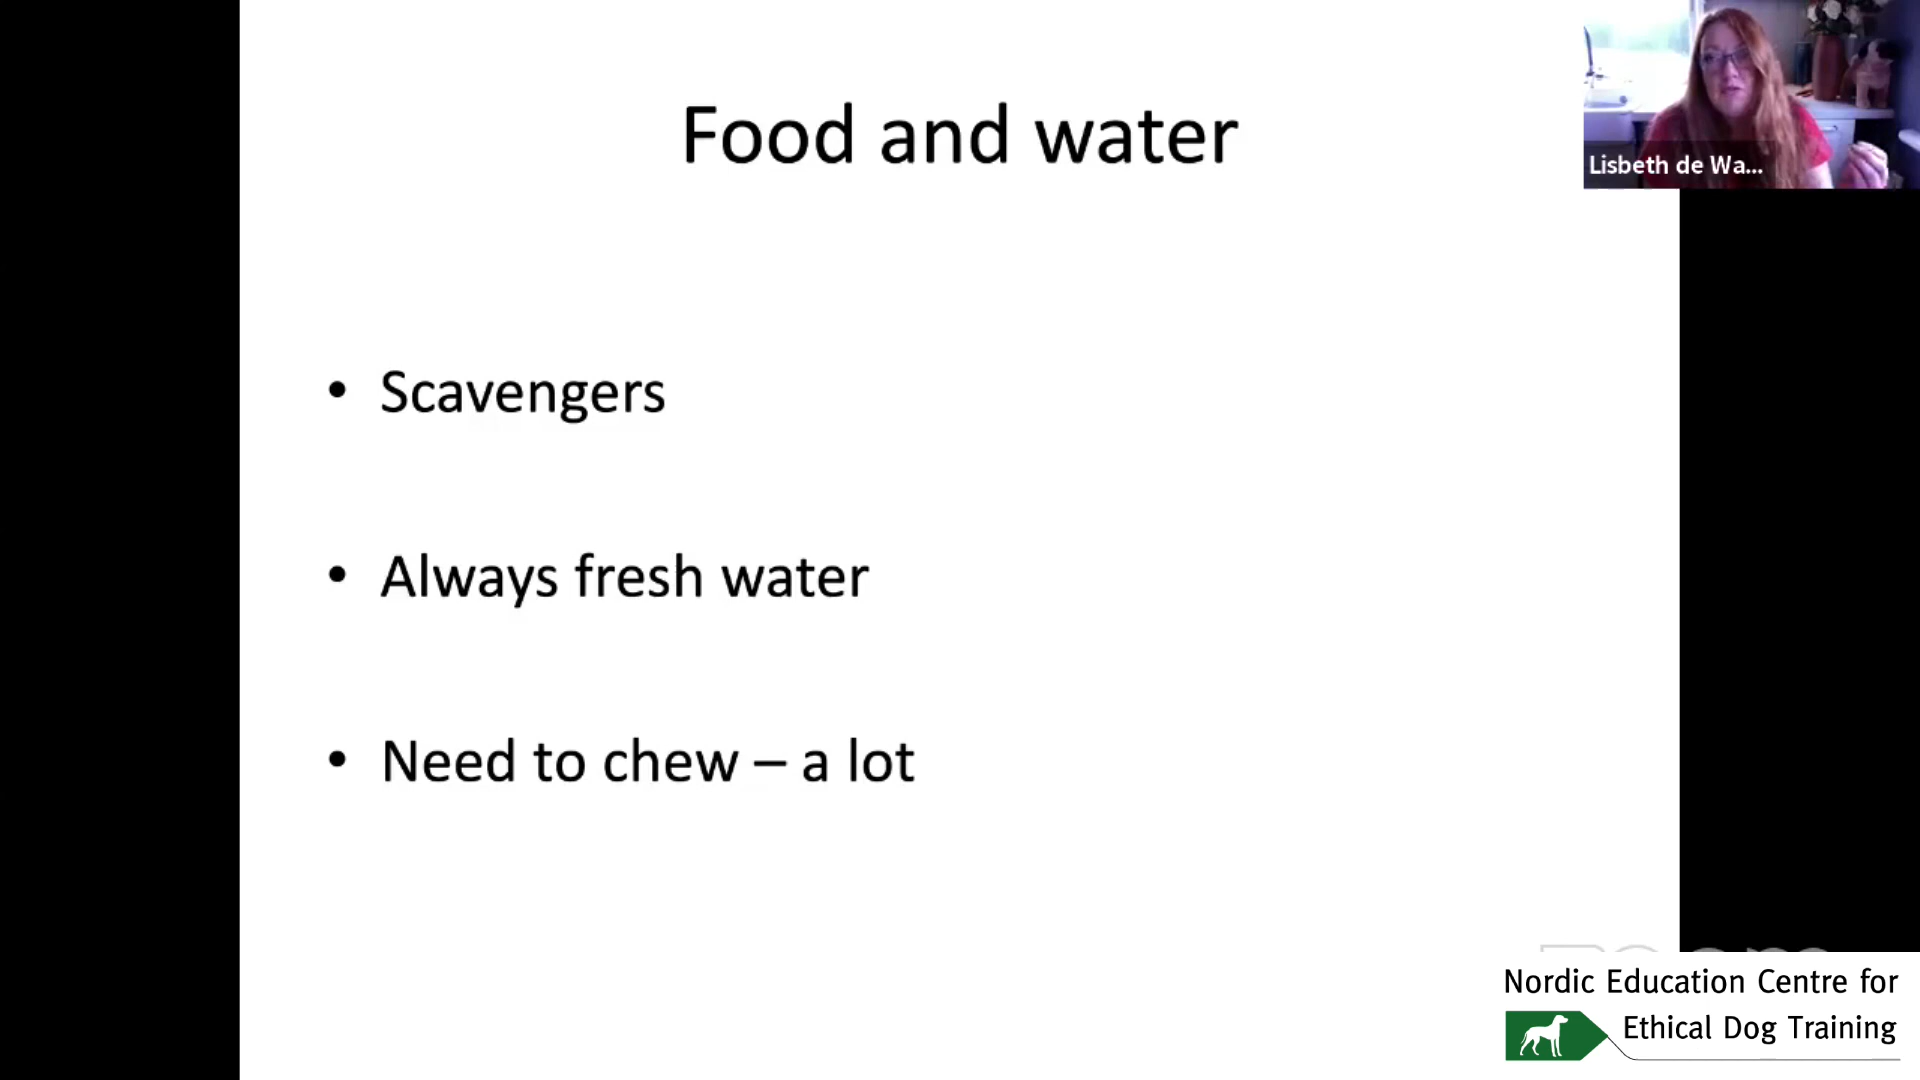 Food and water
Lisbeth de Wa...
• Scavengers
• Always fresh water
• Need to chew – a lot
Nordic Education Centre for
Ethical Dog Training